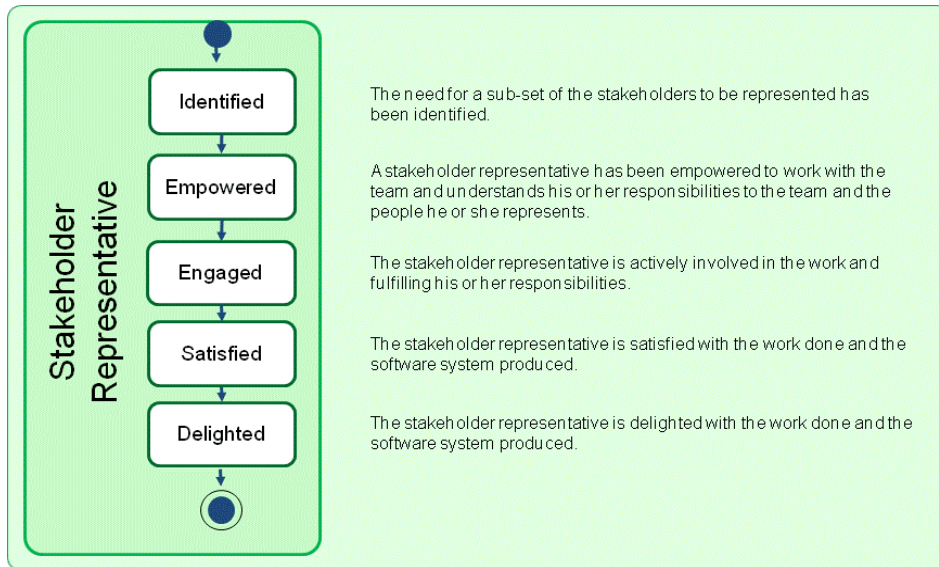 Stakeholder
Representative
Identified
The need for a sub-set of the stakeholders to be represented has
been identified.
Empowered
A stakeholder representative has been empowered to work with the
team and understands his or her responsibilities to the team and the
people he or she represents.
Engaged
The stakeholder representative is actively involved in the work and
fulfilling his or her responsibilities.
Satisfied
The stakeholder representative is satisfied with the work done and the
software system produced.
Delighted
The stakeholder representative is delighted with the work done and the
software system produced.